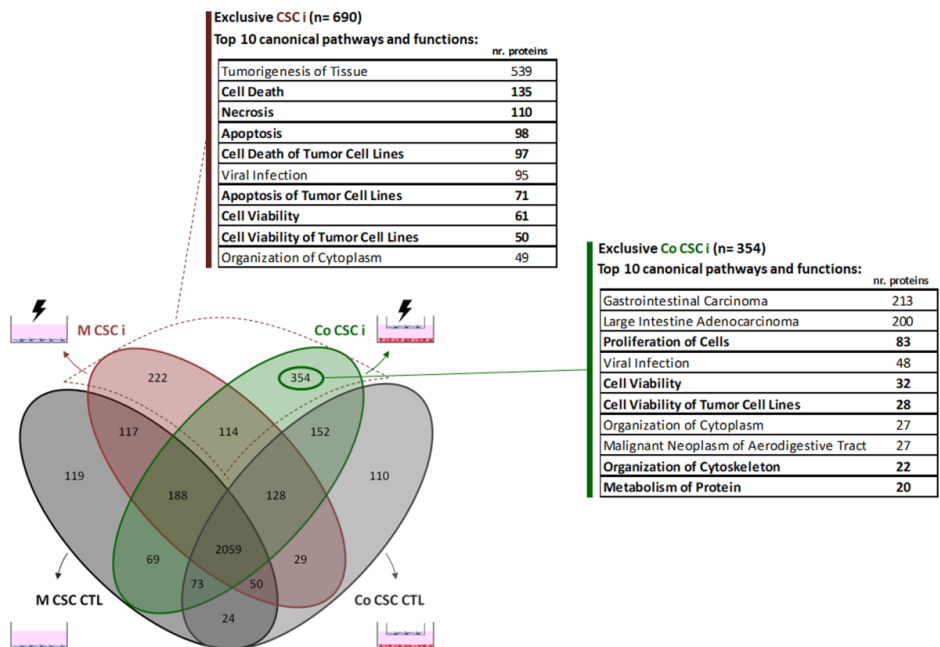 Exclusive CSC i (n= 690)
Top 10 canonical pathways and functions:
nr. proteins
Tumorigenesis of Tissue 539
Cell Death 135
Necrosis 110
Apoptosis 98
Cell Death of Tumor Cell Lines 97
Viral Infection 95
Apoptosis of Tumor Cell Lines 71
Cell Viability 61
Cell Viability of Tumor Cell Lines 50
Organization of Cytoplasm 49
Exclusive Co CSC i (n= 354)
Top 10 canonical pathways and functions:
nr. proteins
Gastrointestinal Carcinoma 213
Large Intestine Adenocarcinoma 200
Proliferation of Cells 83
Viral Infection 48
Cell Viability 32
Cell Viability of Tumor Cell Lines 28
Organization of Cytoplasm 27
Malignant Neoplasm of Aerodigestive Tract 27
Organization of Cytoskeleton 22
Metabolism of Protein 20
M CSC i
Co CSC i
222
354
117
114
152
119
110
188
128
2059
69
29
73
50
24
M CSC CTL
Co CSC CTL